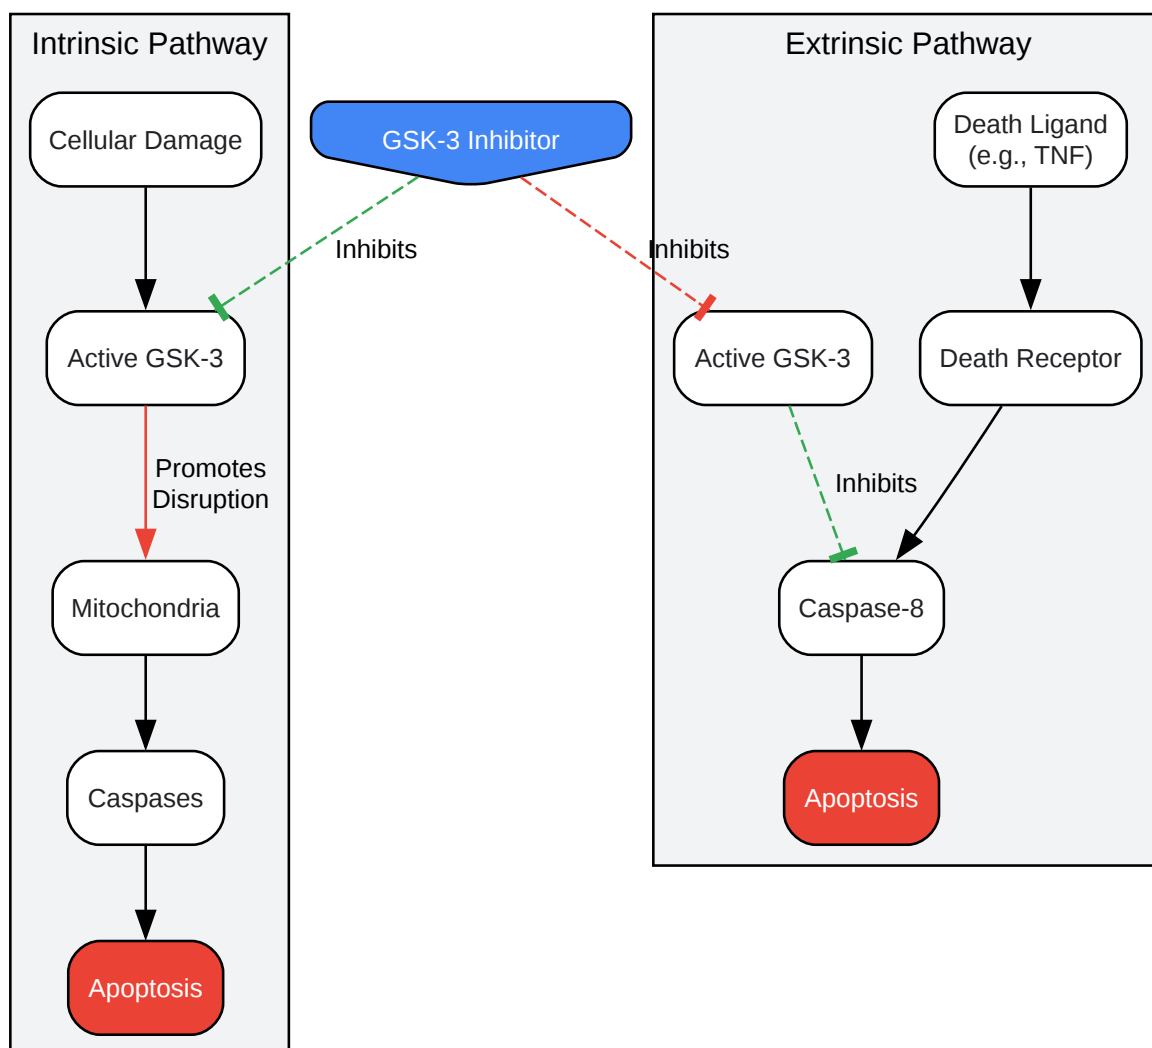 Intrinsic Pathway
Extrinsic Pathway
Cellular Damage
GSK-3 Inhibitor
Death Ligand
(e.g., TNF)
Inhibits
Inhibits
Active GSK-3
Active GSK-3
Death Receptor
Promotes
Disruption
Inhibits
Mitochondria
Caspase-8
Caspases
Apoptosis
Apoptosis